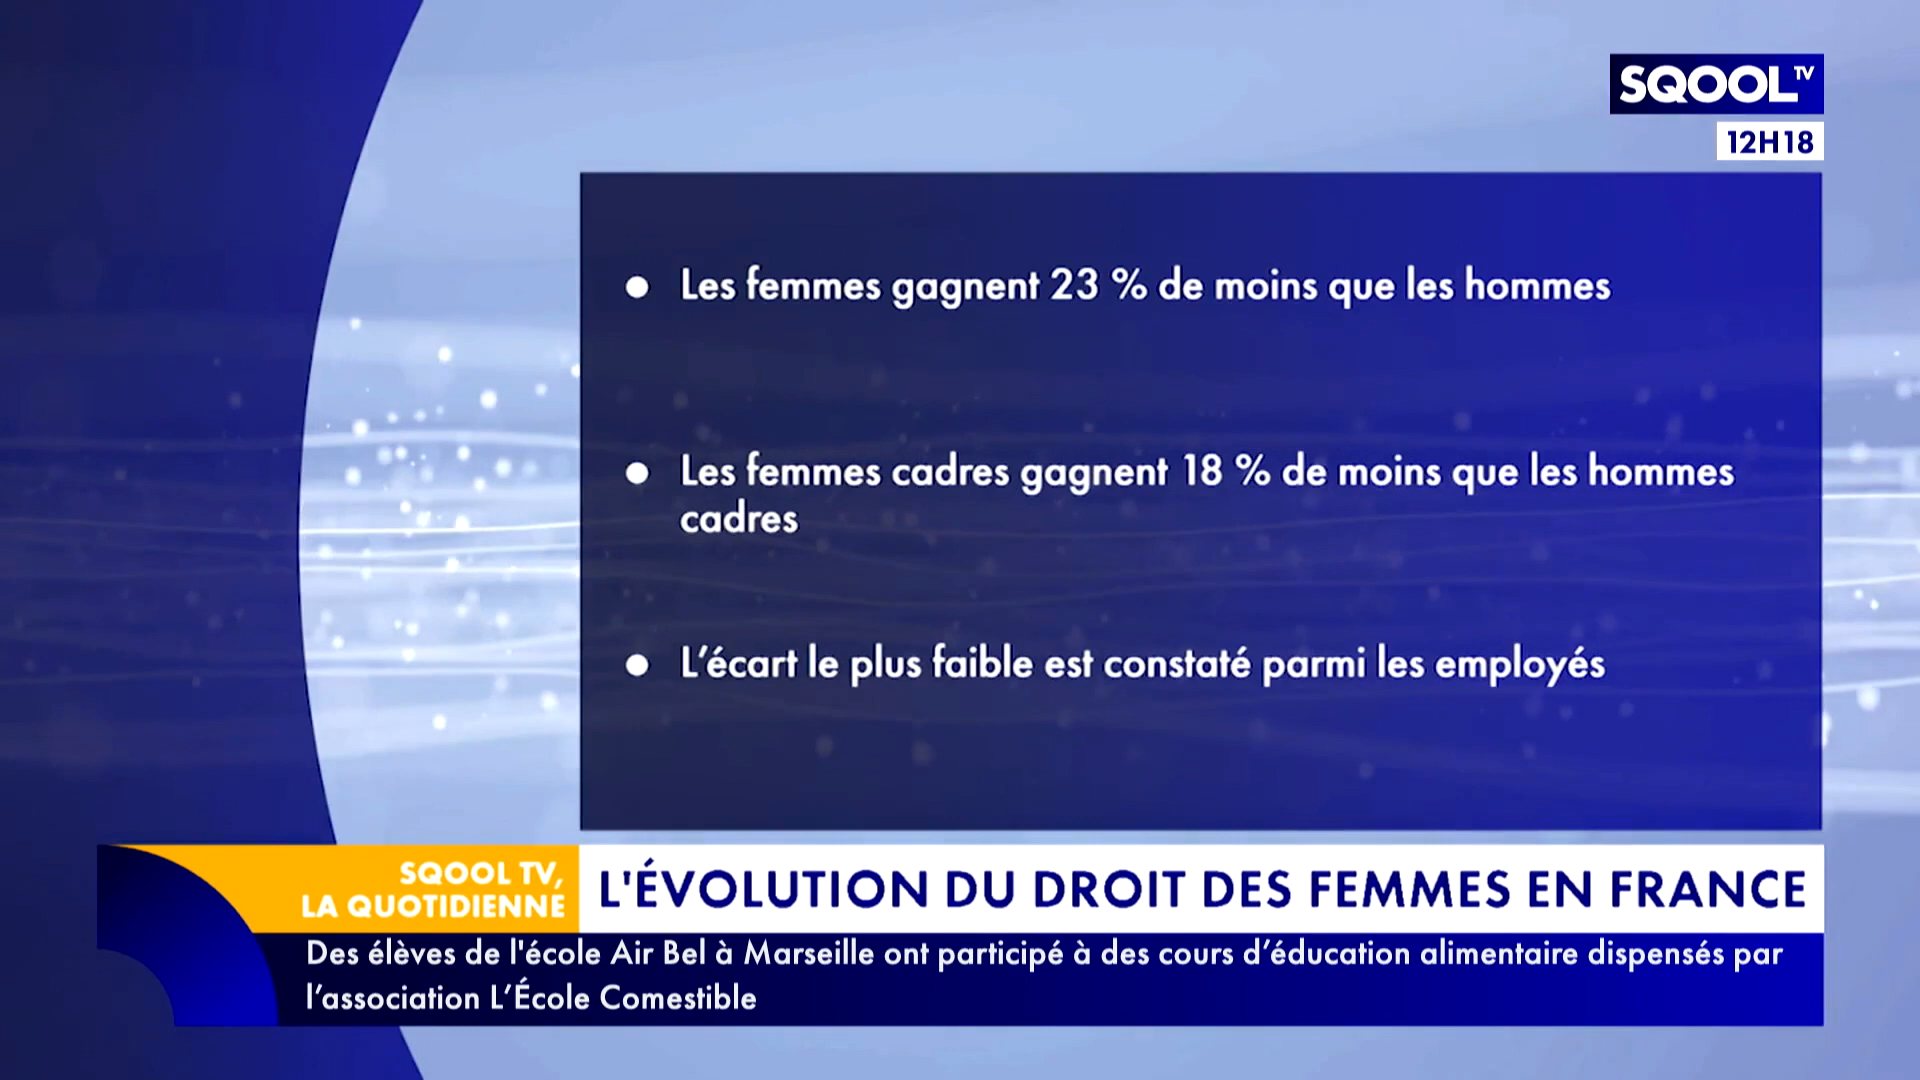 SQOOL TV
12H18
● Les femmes gagnent 23 % de moins que les hommes
● Les femmes cadres gagnent 18 % de moins que les hommes
cadres
● L’écart le plus faible est constaté parmi les employés
SQOOL TV,
LA QUOTIDIENNE
L'ÉVOLUTION DU DROIT DES FEMMES EN FRANCE
Des élèves de l'école Air Bel à Marseille ont participé à des cours d’éducation alimentaire dispensés par
l’association L’École Comestible